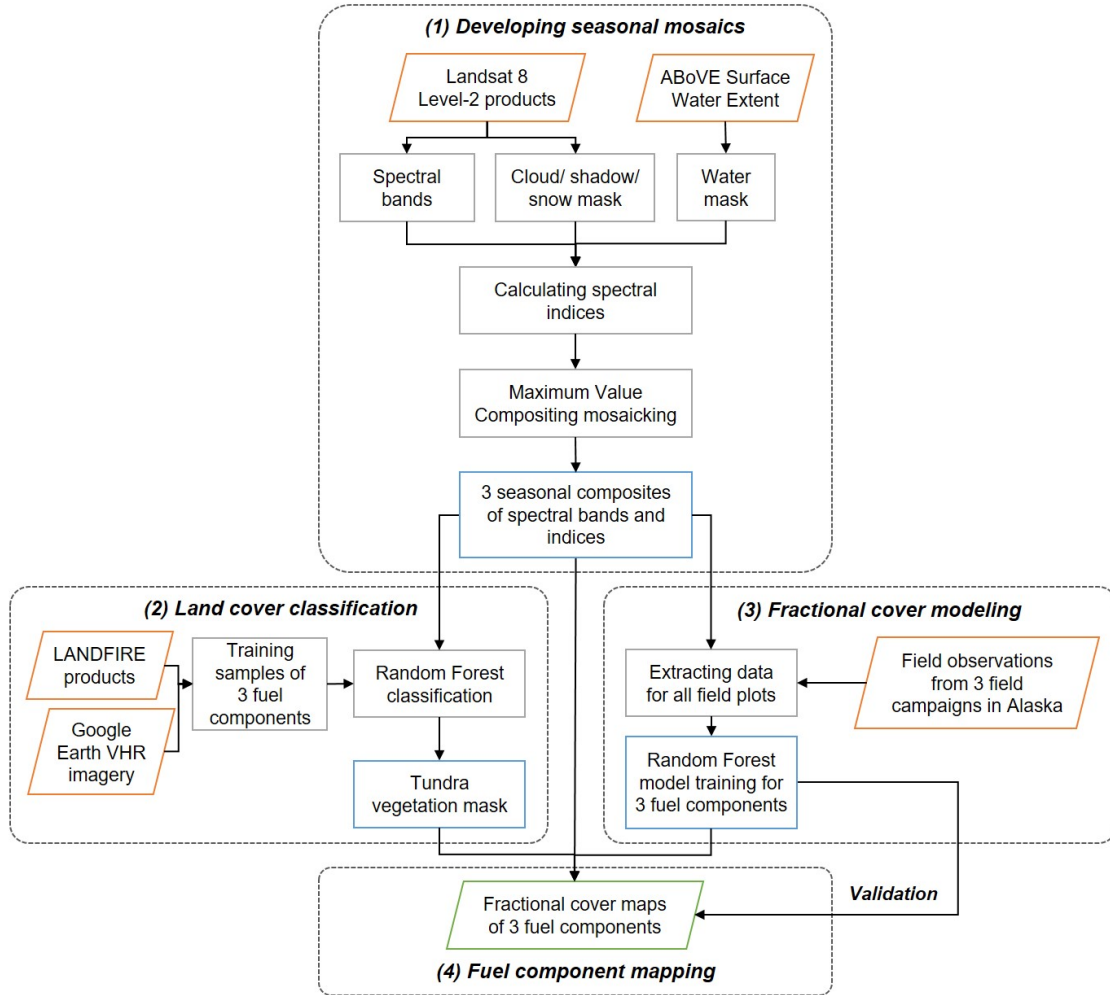 (1) Developing seasonal mosaics
Landsat 8
Level-2 products
ABoVE Surface
Water Extent
Spectral
bands
Cloud/ shadow/
snow mask
Water
mask
Calculating spectral
indices
Maximum Value
Compositing mosaicking
3 seasonal composites
of spectral bands and
indices
(2) Land cover classification
LANDFIRE
products
Google
Earth VHR
imagery
Training
samples of
3 fuel
components
Random Forest
classification
Tundra
vegetation mask
(3) Fractional cover modeling
Extracting data
for all field plots
Field observations
from 3 field
campaigns in Alaska
Random Forest
model training for
3 fuel components
Validation
Fractional cover maps
of 3 fuel components
(4) Fuel component mapping